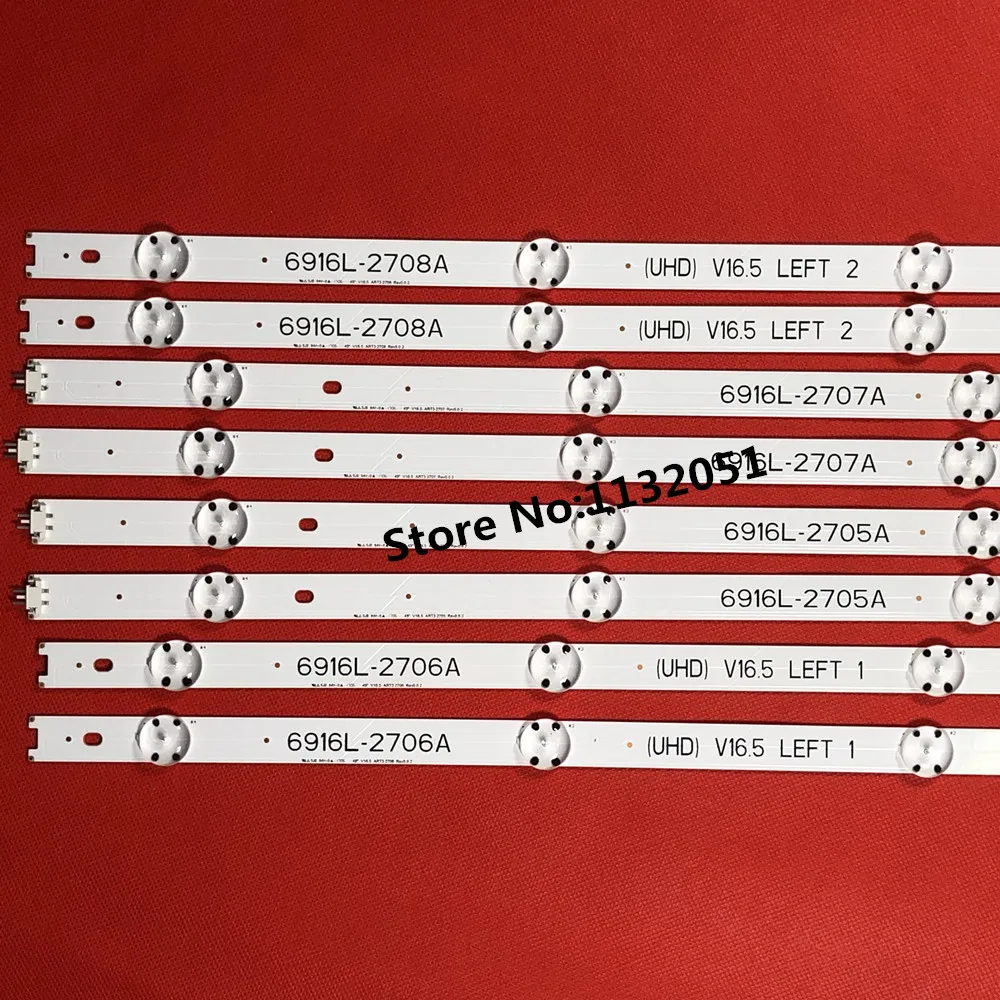 6916L-2708A (UHD) V16.5 LEFT 2
6916L-2708A (UHD) V16.5 LEFT 2
6916L-2707A
6916L-2707A
Store No:1132051
6916L-2705A
6916L-2705A
6916L-2706A (UHD) V16.5 LEFT 1
6916L-2706A (UHD) V16.5 LEFT 1